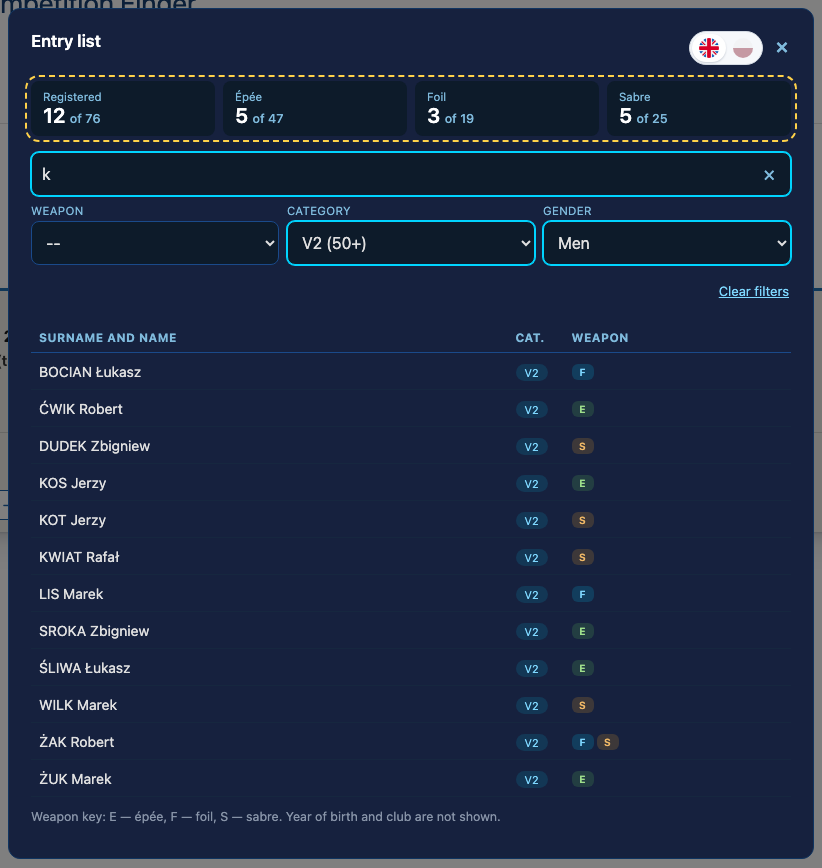 Competition Finder
Entry list
Registered Épée Foil Sabre
12 of 76 5 of 47 3 of 19 5 of 25
k
WEAPON CATEGORY GENDER
-- V2 (50+) Men
Clear filters
SURNAME AND NAME CAT. WEAPON
BOCIAN Łukasz V2 F
ĆWIK Robert V2 E
DUDEK Zbigniew V2 S
KOS Jerzy V2 E
KOT Jerzy V2 S
KWIAT Rafał V2 S
LIS Marek V2 F
SROKA Zbigniew V2 E
ŚLIWA Łukasz V2 E
WILK Marek V2 S
ŻAK Robert V2 F S
ŻUK Marek V2 E
Weapon key: E — épée, F — foil, S — sabre. Year of birth and club are not shown.